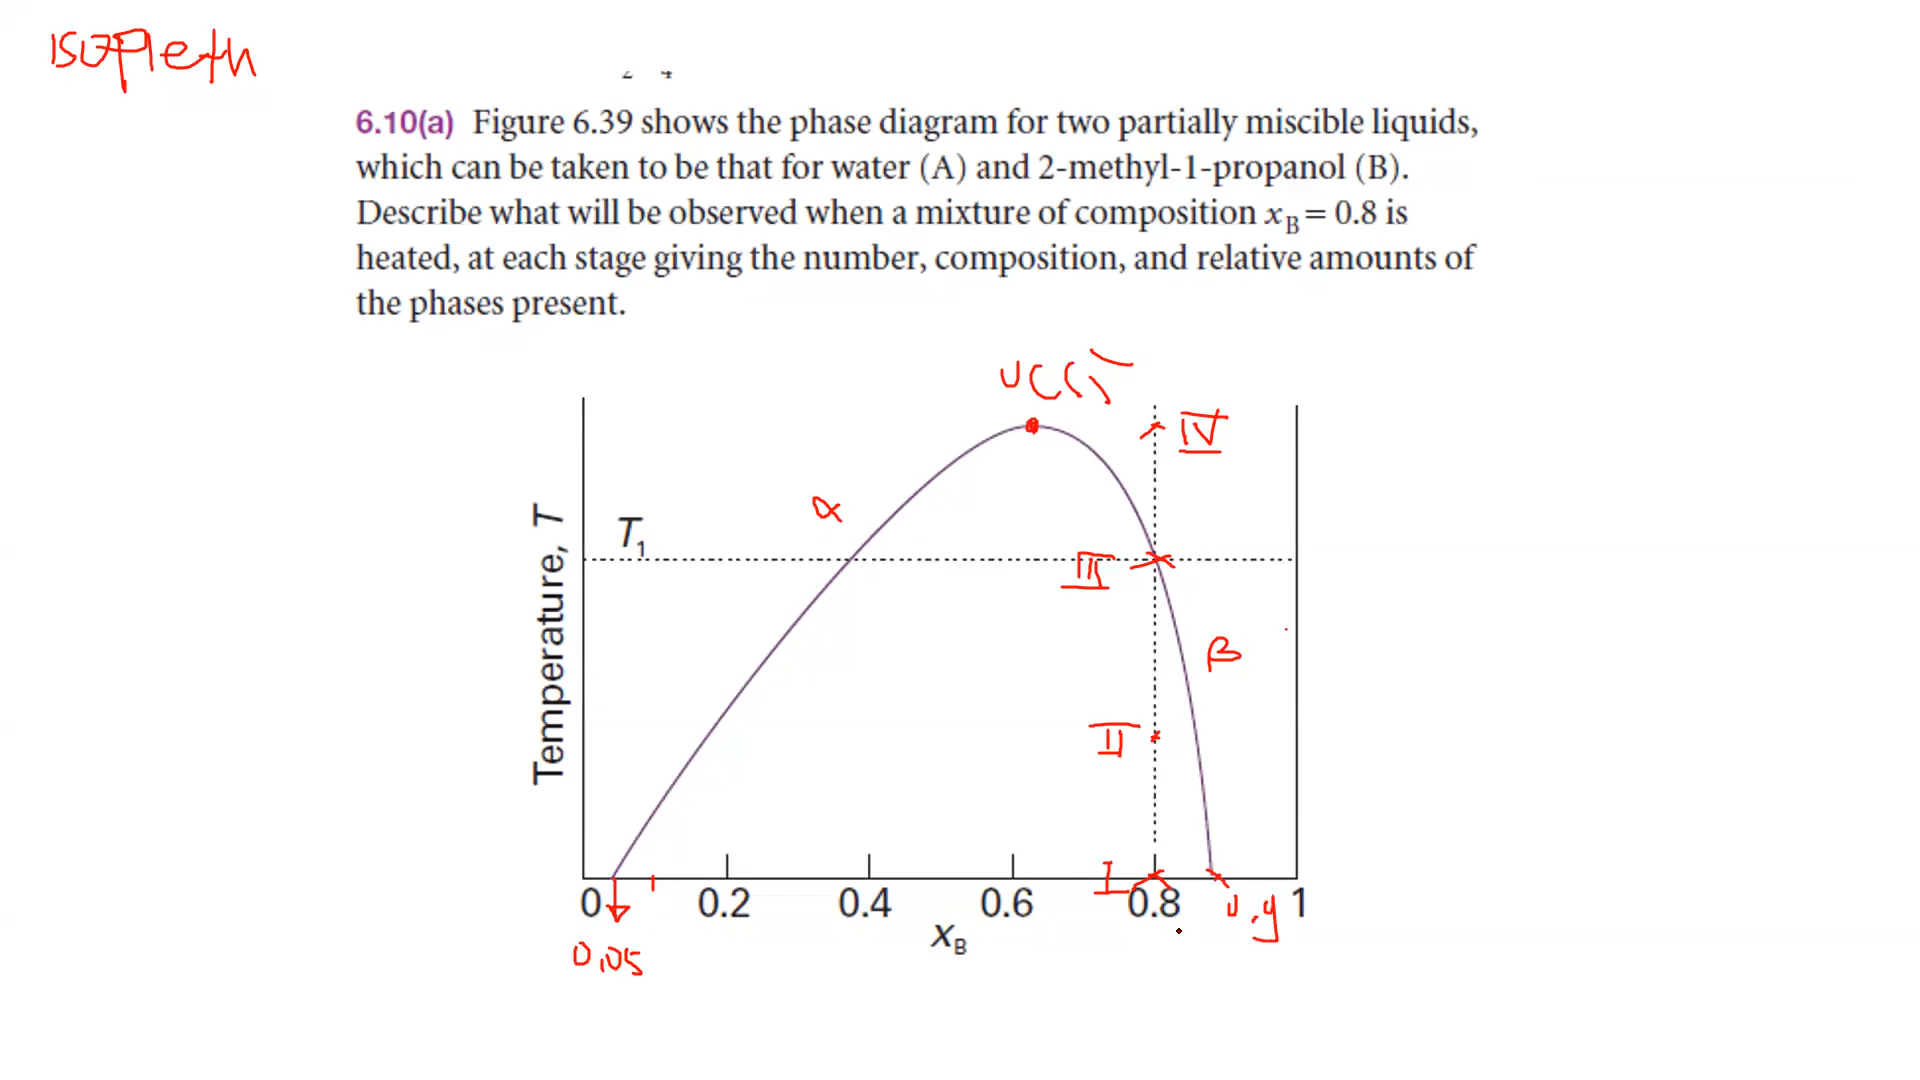 isopleth
6.10(a) Figure 6.39 shows the phase diagram for two partially miscible liquids,
which can be taken to be that for water (A) and 2-methyl-1-propanol (B).
Describe what will be observed when a mixture of composition x_B = 0.8 is
heated, at each stage giving the number, composition, and relative amounts of
the phases present.
UCST
IV
α
T₁
III
β
II
Temperature, T
I
0 0.2 0.4 0.6 0.8 1
0.9
x_B
0.05